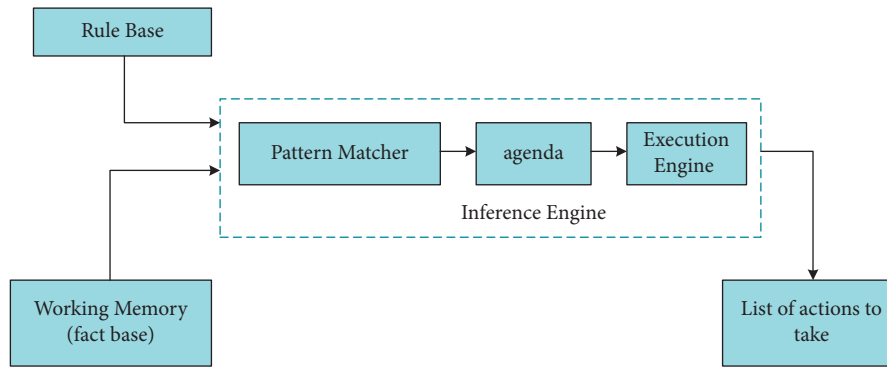 Rule Base
Pattern Matcher
agenda
Execution
Engine
Inference Engine
Working Memory
(fact base)
List of actions to
take